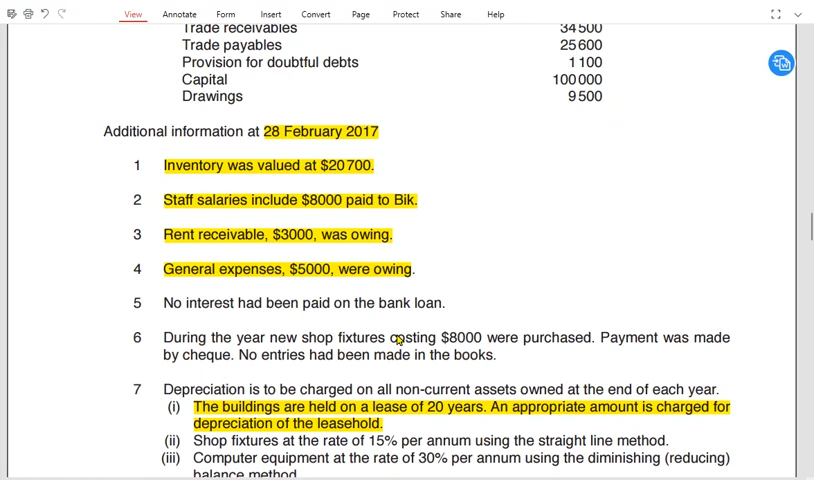 View Annotate Form Insert Convert Page Protect Share Help
Trade receivables 34 500
Trade payables 25 600
Provision for doubtful debts 1 100
Capital 100 000
Drawings 9 500
Additional information at 28 February 2017
1 Inventory was valued at $20 700.
2 Staff salaries include $8000 paid to Bik.
3 Rent receivable, $3000, was owing.
4 General expenses, $5000, were owing.
5 No interest had been paid on the bank loan.
6 During the year new shop fixtures costing $8000 were purchased. Payment was made
by cheque. No entries had been made in the books.
7 Depreciation is to be charged on all non-current assets owned at the end of each year.
(i) The buildings are held on a lease of 20 years. An appropriate amount is charged for
depreciation of the leasehold.
(ii) Shop fixtures at the rate of 15% per annum using the straight line method.
(iii) Computer equipment at the rate of 30% per annum using the diminishing (reducing)
balance method.